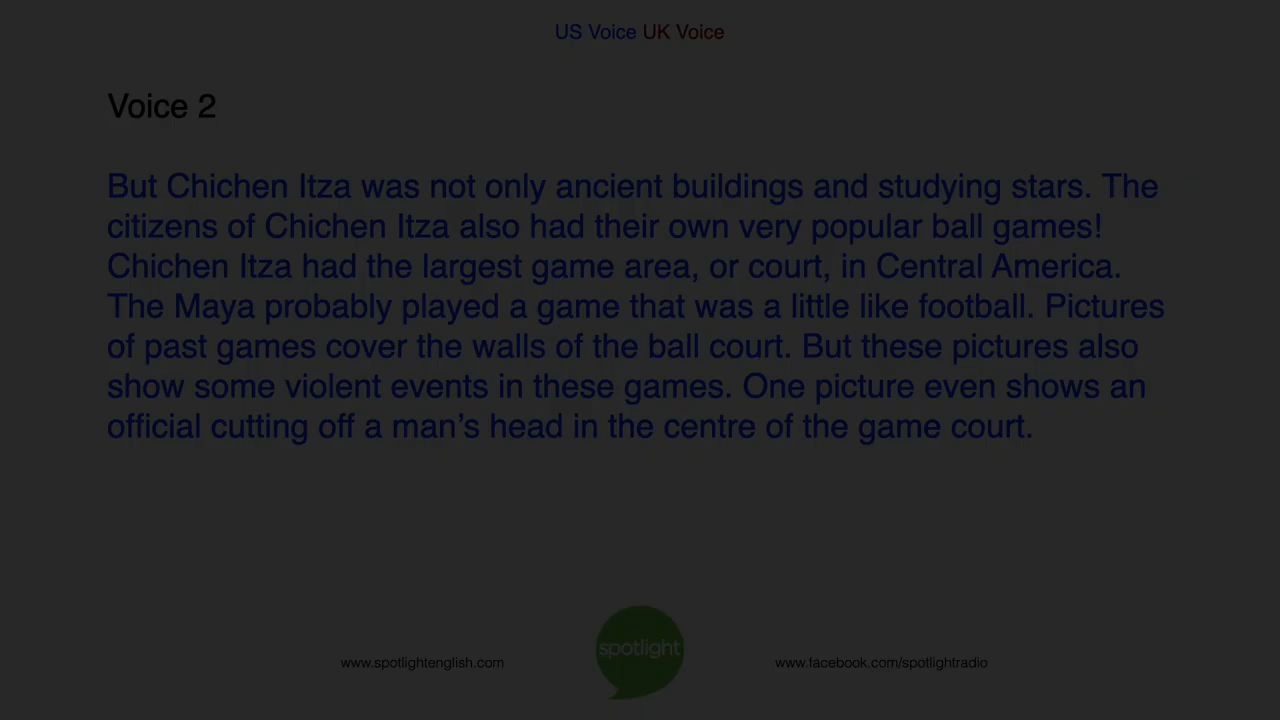 US Voice UK Voice
Voice 2
But Chichen Itza was not only ancient buildings and studying stars. The
citizens of Chichen Itza also had their own very popular ball games!
Chichen Itza had the largest game area, or court, in Central America.
The Maya probably played a game that was a little like football. Pictures
of past games cover the walls of the ball court. But these pictures also
show some violent events in these games. One picture even shows an
official cutting off a man’s head in the centre of the game court.
spotlight
www.spotlightenglish.com
www.facebook.com/spotlightradio